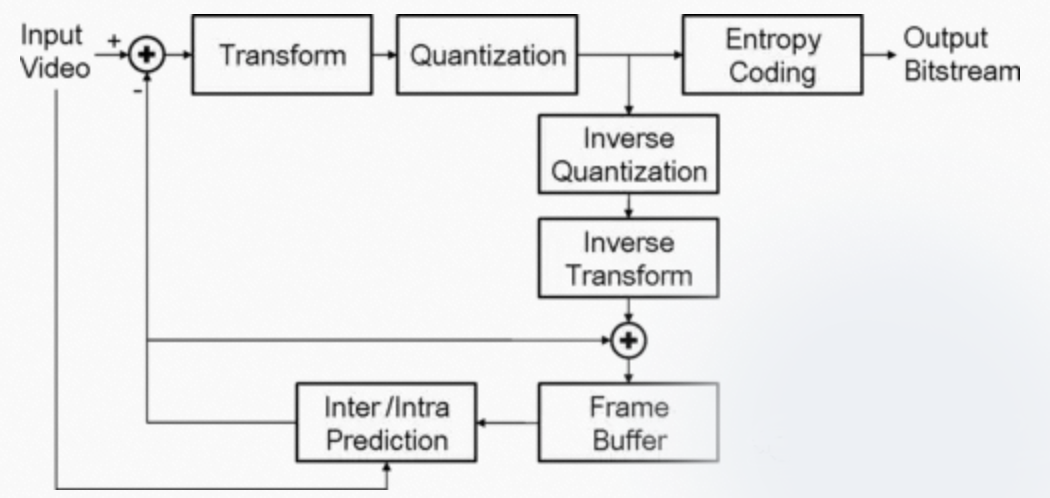 Input
Video
+
-
Transform
Quantization
Entropy
Coding
Output
Bitstream
Inverse
Quantization
Inverse
Transform
Inter/Intra
Prediction
Frame
Buffer